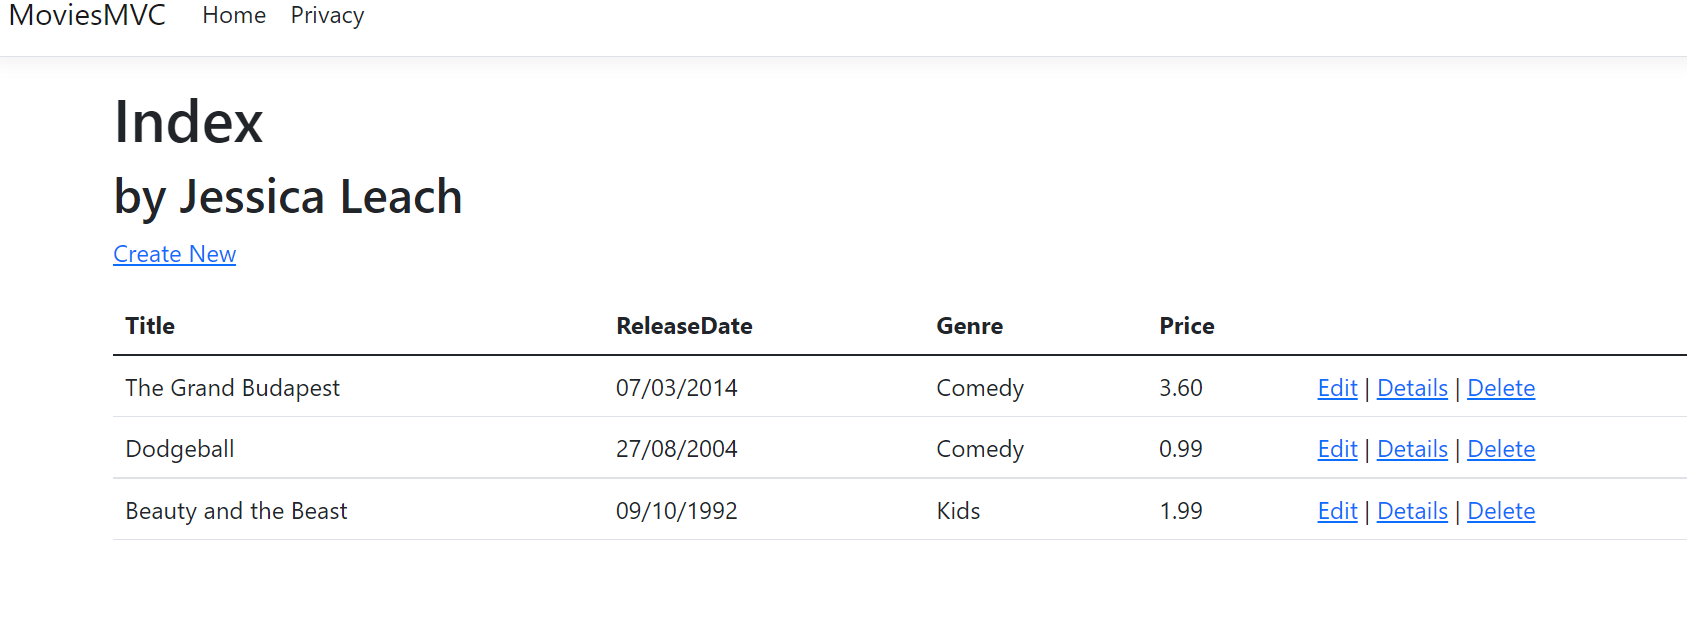 MoviesMVC Home Privacy
Index
by Jessica Leach
Create New
Title ReleaseDate Genre Price
The Grand Budapest 07/03/2014 Comedy 3.60 Edit | Details | Delete
Dodgeball 27/08/2004 Comedy 0.99 Edit | Details | Delete
Beauty and the Beast 09/10/1992 Kids 1.99 Edit | Details | Delete